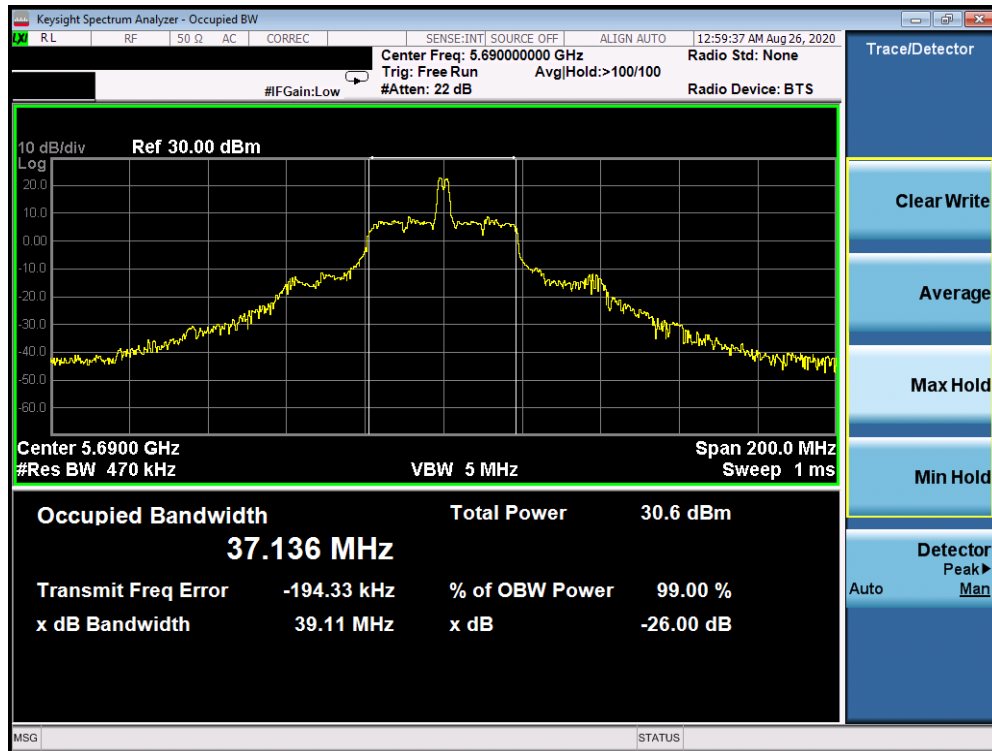 Keysight Spectrum Analyzer - Occupied BW
LXI RL RF 50 Ω AC CORREC SENSE:INT SOURCE OFF ALIGN AUTO 12:59:37 AM Aug 26, 2020
Center Freq: 5.690000000 GHz Radio Std: None
Trig: Free Run Avg|Hold:>100/100
#IFGain:Low #Atten: 22 dB Radio Device: BTS
Trace/Detector
10 dB/div Ref 30.00 dBm
Log
20.0
10.0
0.00
-10.0
-20.0
-30.0
-40.0
-50.0
-60.0
Center 5.6900 GHz Span 200.0 MHz
#Res BW 470 kHz VBW 5 MHz Sweep 1 ms
Occupied Bandwidth Total Power 30.6 dBm
37.136 MHz
Transmit Freq Error -194.33 kHz % of OBW Power 99.00 %
x dB Bandwidth 39.11 MHz x dB -26.00 dB
Clear Write
Average
Max Hold
Min Hold
Detector
Peak▶
Auto Man
MSG STATUS